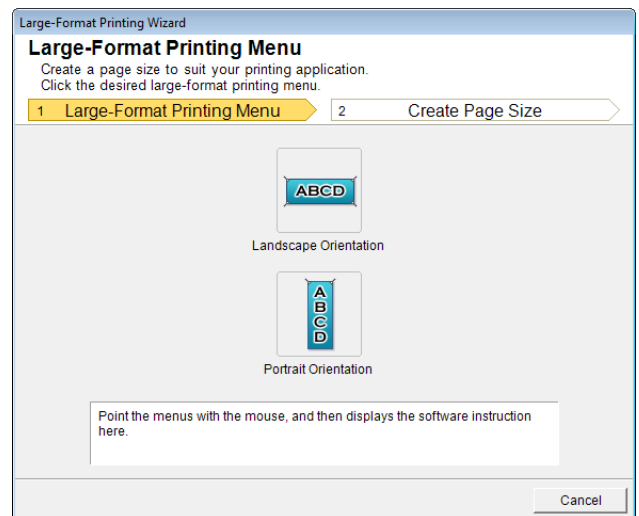 Large-Format Printing Wizard
Large-Format Printing Menu
Create a page size to suit your printing application.
Click the desired large-format printing menu.
1 Large-Format Printing Menu
2 Create Page Size
ABCD
Landscape Orientation
A
B
C
D
Portrait Orientation
Point the menus with the mouse, and then displays the software instruction
here.
Cancel